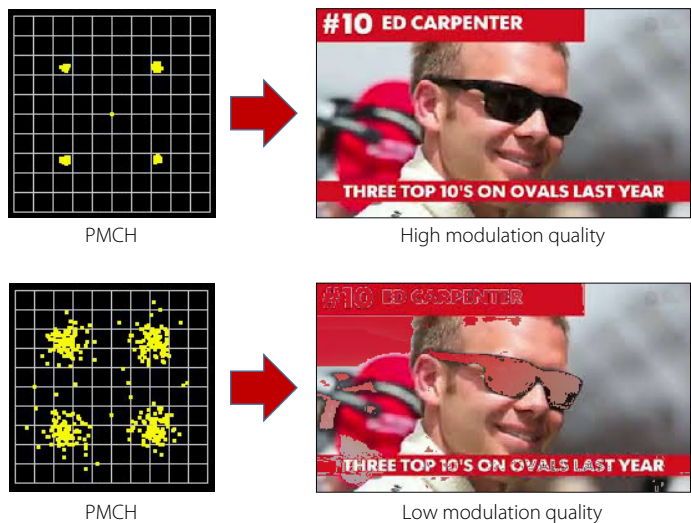 #10 ED CARPENTER
THREE TOP 10'S ON OVALS LAST YEAR
PMCH
High modulation quality
#10 ED CARPENTER
THREE TOP 10'S ON OVALS LAST YEAR
PMCH
Low modulation quality